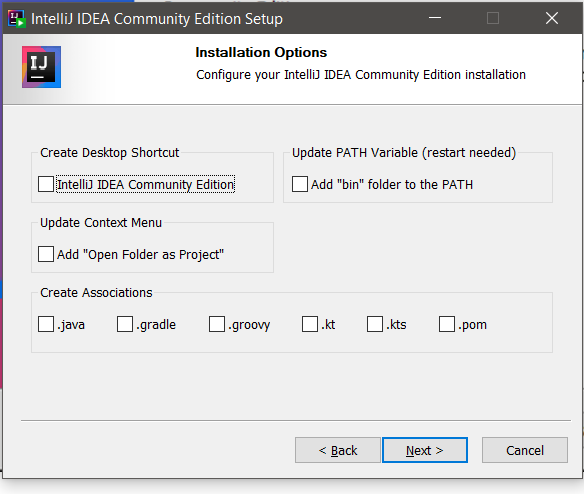 IntelliJ IDEA Community Edition Setup
IJ
Installation Options
Configure your IntelliJ IDEA Community Edition installation
Create Desktop Shortcut
IntelliJ IDEA Community Edition
Update PATH Variable (restart needed)
Add "bin" folder to the PATH
Update Context Menu
Add "Open Folder as Project"
Create Associations
.java .gradle .groovy .kt .kts .pom
< Back Next > Cancel